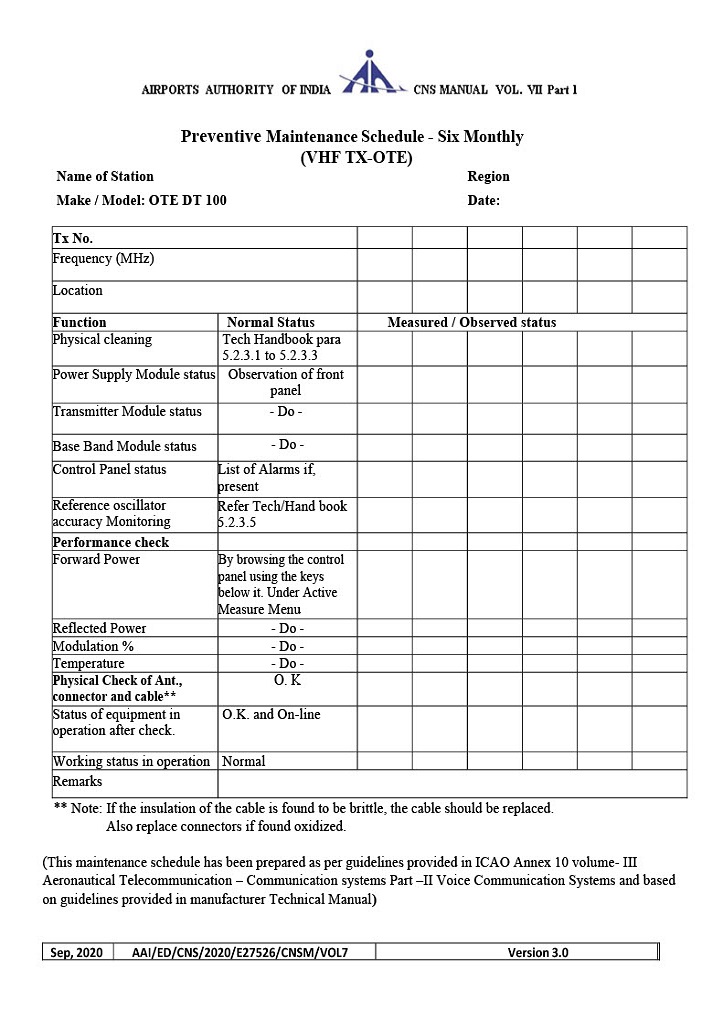 AIRPORTS AUTHORITY OF INDIA CNS MANUAL VOL. VII Part 1
Preventive Maintenance Schedule - Six Monthly
(VHF TX-OTE)
Name of Station Region
Make / Model: OTE DT 100 Date:
Tx No.
Frequency (MHz)
Location
Function Normal Status Measured / Observed status
Physical cleaning Tech Handbook para
5.2.3.1 to 5.2.3.3
Power Supply Module status Observation of front
panel
Transmitter Module status - Do -
Base Band Module status - Do -
Control Panel status List of Alarms if,
present
Reference oscillator Refer Tech/Hand book
accuracy Monitoring 5.2.3.5
Performance check
Forward Power By browsing the control
panel using the keys
below it. Under Active
Measure Menu
Reflected Power - Do -
Modulation % - Do -
Temperature - Do -
Physical Check of Ant., O. K
connector and cable**
Status of equipment in O.K. and On-line
operation after check.
Working status in operation Normal
Remarks
** Note: If the insulation of the cable is found to be brittle, the cable should be replaced.
Also replace connectors if found oxidized.
(This maintenance schedule has been prepared as per guidelines provided in ICAO Annex 10 volume- III
Aeronautical Telecommunication – Communication systems Part –II Voice Communication Systems and based
on guidelines provided in manufacturer Technical Manual)
Sep, 2020 AAI/ED/CNS/2020/E27526/CNSM/VOL7 Version 3.0